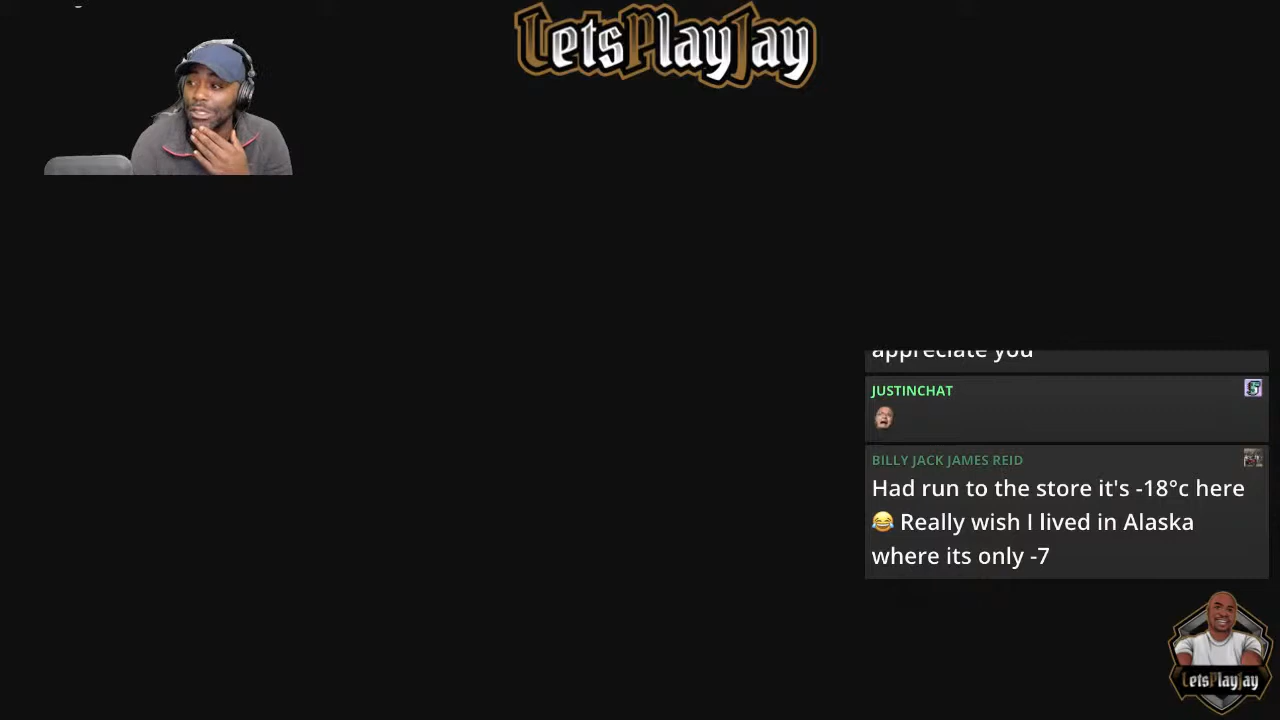 LetsPlayJay
appreciate you
JUSTINCHAT
BILLY JACK JAMES REID
Had run to the store it's -18°c here
😂 Really wish I lived in Alaska
where its only -7
LetsPlayJay